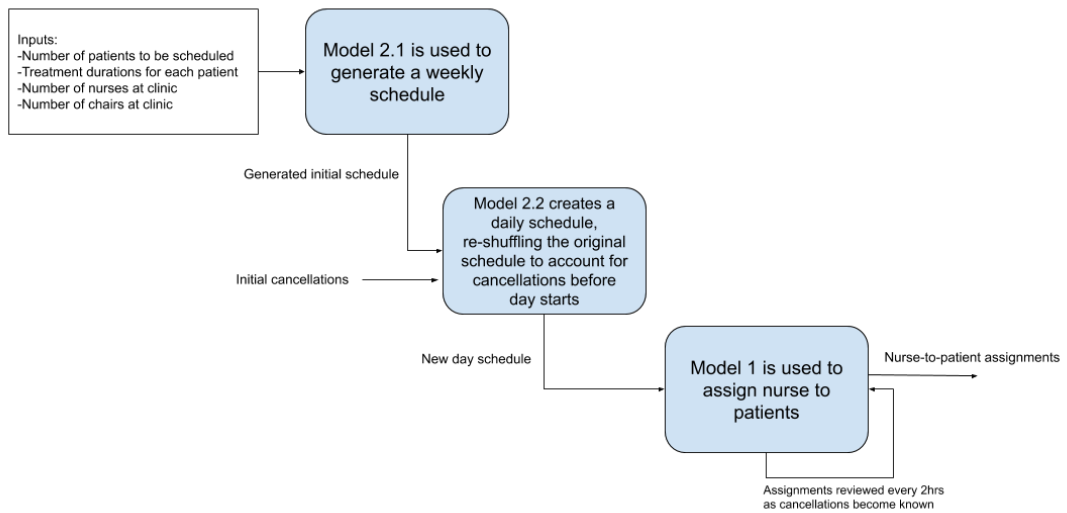 Inputs:
-Number of patients to be scheduled
-Treatment durations for each patient
-Number of nurses at clinic
-Number of chairs at clinic
Model 2.1 is used to
generate a weekly
schedule
Generated initial schedule
Model 2.2 creates a
daily schedule,
re-shuffling the original
schedule to account for
cancellations before
day starts
Initial cancellations
New day schedule
Model 1 is used to
assign nurse to
patients
Nurse-to-patient assignments
Assignments reviewed every 2hrs
as cancellations become known